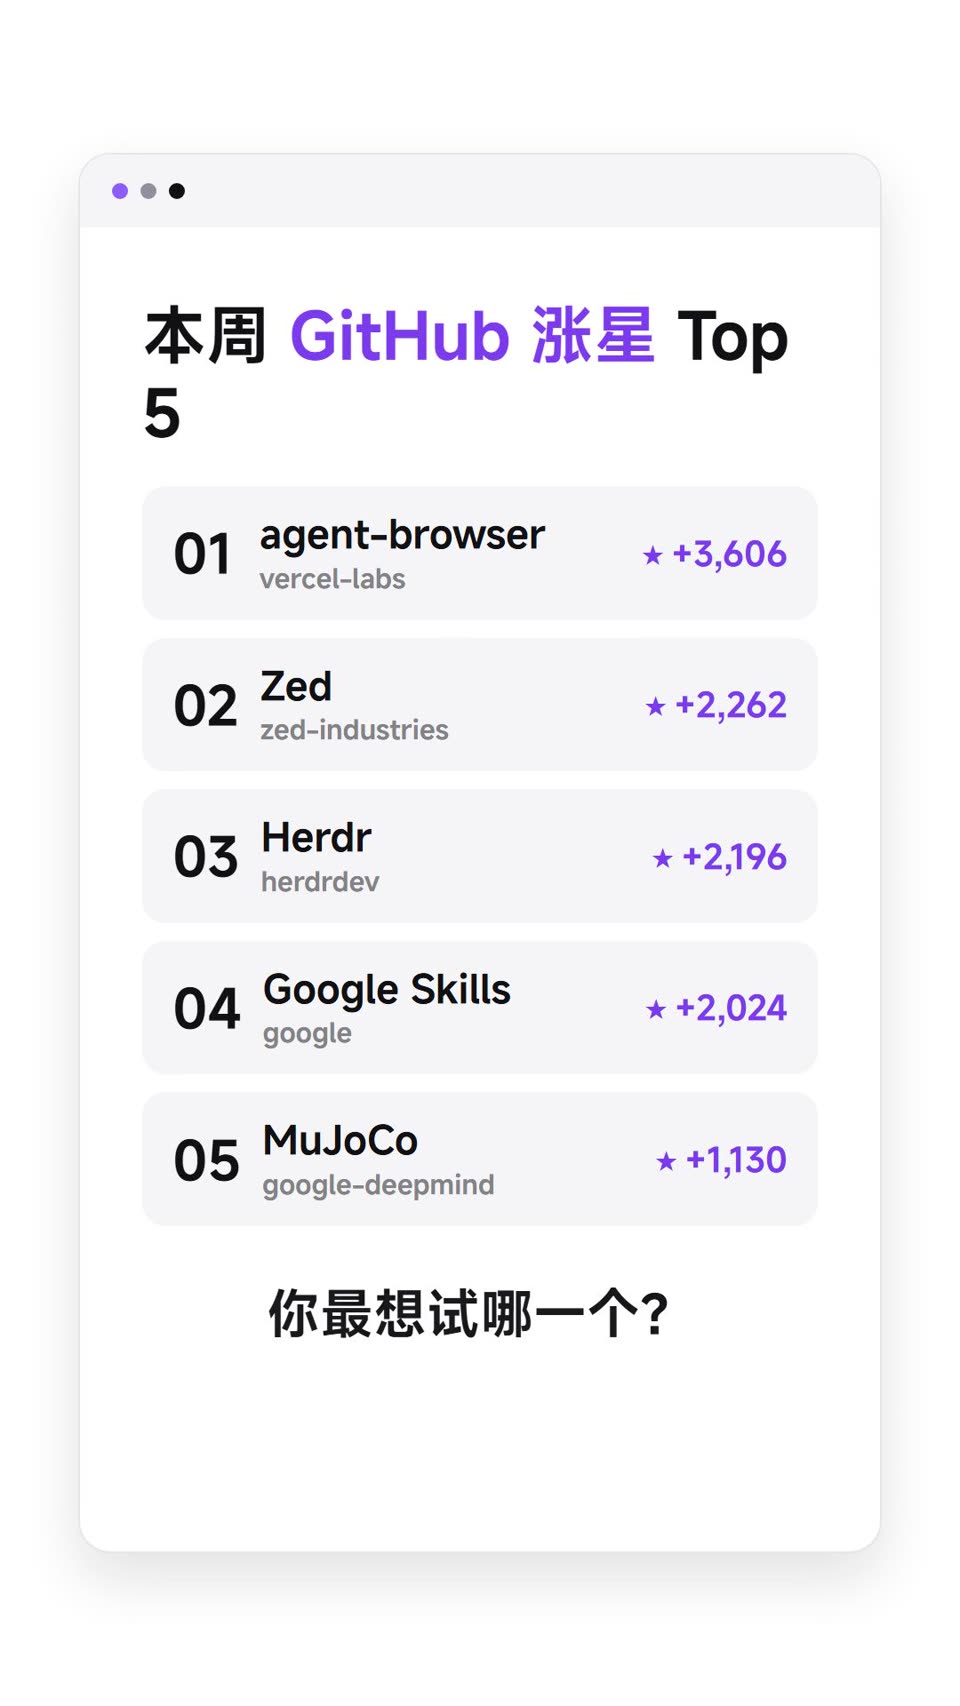 本周 GitHub 涨星 Top
5
01 agent-browser ★ +3,606
vercel-labs
02 Zed ★ +2,262
zed-industries
03 Herdr ★ +2,196
herdrdev
04 Google Skills ★ +2,024
google
05 MuJoCo ★ +1,130
google-deepmind
你最想试哪一个?